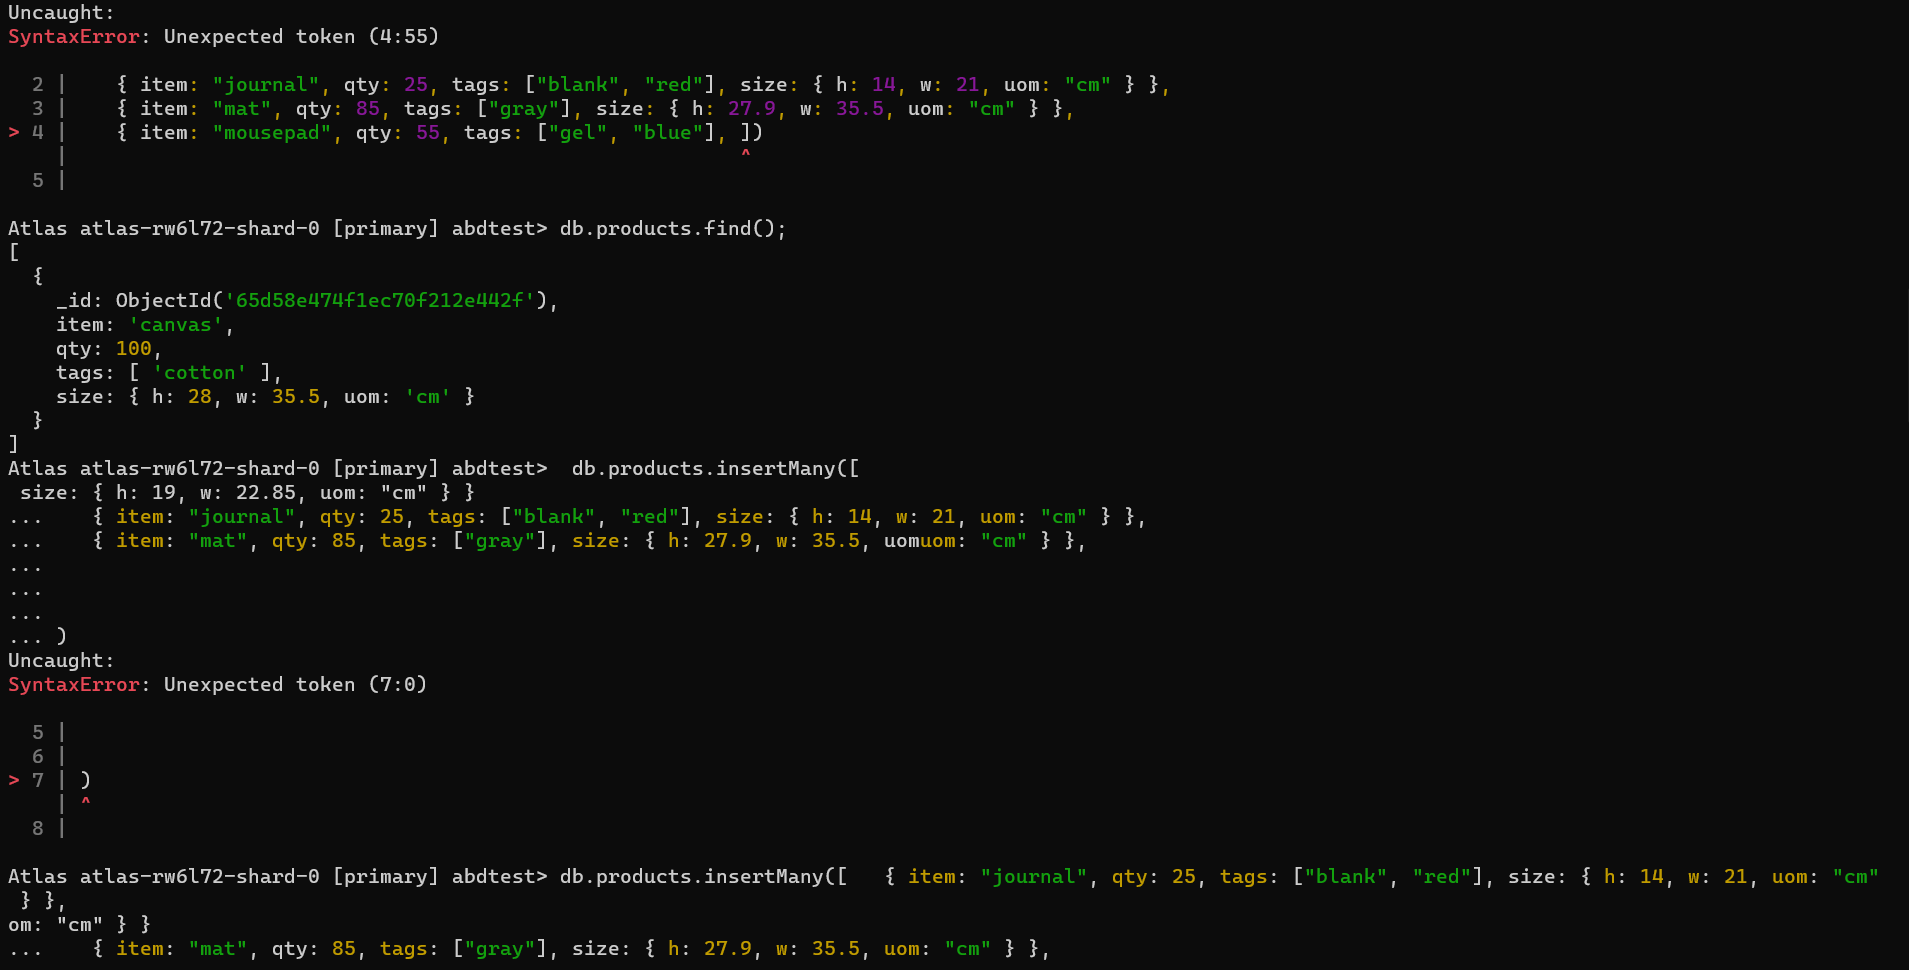 Uncaught:
SyntaxError: Unexpected token (4:55)
  2 |     { item: "journal", qty: 25, tags: ["blank", "red"], size: { h: 14, w: 21, uom: "cm" } },
  3 |     { item: "mat", qty: 85, tags: ["gray"], size: { h: 27.9, w: 35.5, uom: "cm" } },
> 4 |     { item: "mousepad", qty: 55, tags: ["gel", "blue"], ])
    |                                                         ^
  5 |
Atlas atlas-rw6l72-shard-0 [primary] abdtest> db.products.find();
[
  {
    _id: ObjectId('65d58e474f1ec70f212e442f'),
    item: 'canvas',
    qty: 100,
    tags: [ 'cotton' ],
    size: { h: 28, w: 35.5, uom: 'cm' }
  }
]
Atlas atlas-rw6l72-shard-0 [primary] abdtest>  db.products.insertMany([
 size: { h: 19, w: 22.85, uom: "cm" } }
...    { item: "journal", qty: 25, tags: ["blank", "red"], size: { h: 14, w: 21, uom: "cm" } },
...    { item: "mat", qty: 85, tags: ["gray"], size: { h: 27.9, w: 35.5, uomuom: "cm" } },
...
...
...
... )
Uncaught:
SyntaxError: Unexpected token (7:0)
  5 |
  6 |
> 7 | )
    | ^
  8 |
Atlas atlas-rw6l72-shard-0 [primary] abdtest> db.products.insertMany([   { item: "journal", qty: 25, tags: ["blank", "red"], size: { h: 14, w: 21, uom: "cm"
 } },
om: "cm" } }
...    { item: "mat", qty: 85, tags: ["gray"], size: { h: 27.9, w: 35.5, uom: "cm" } },